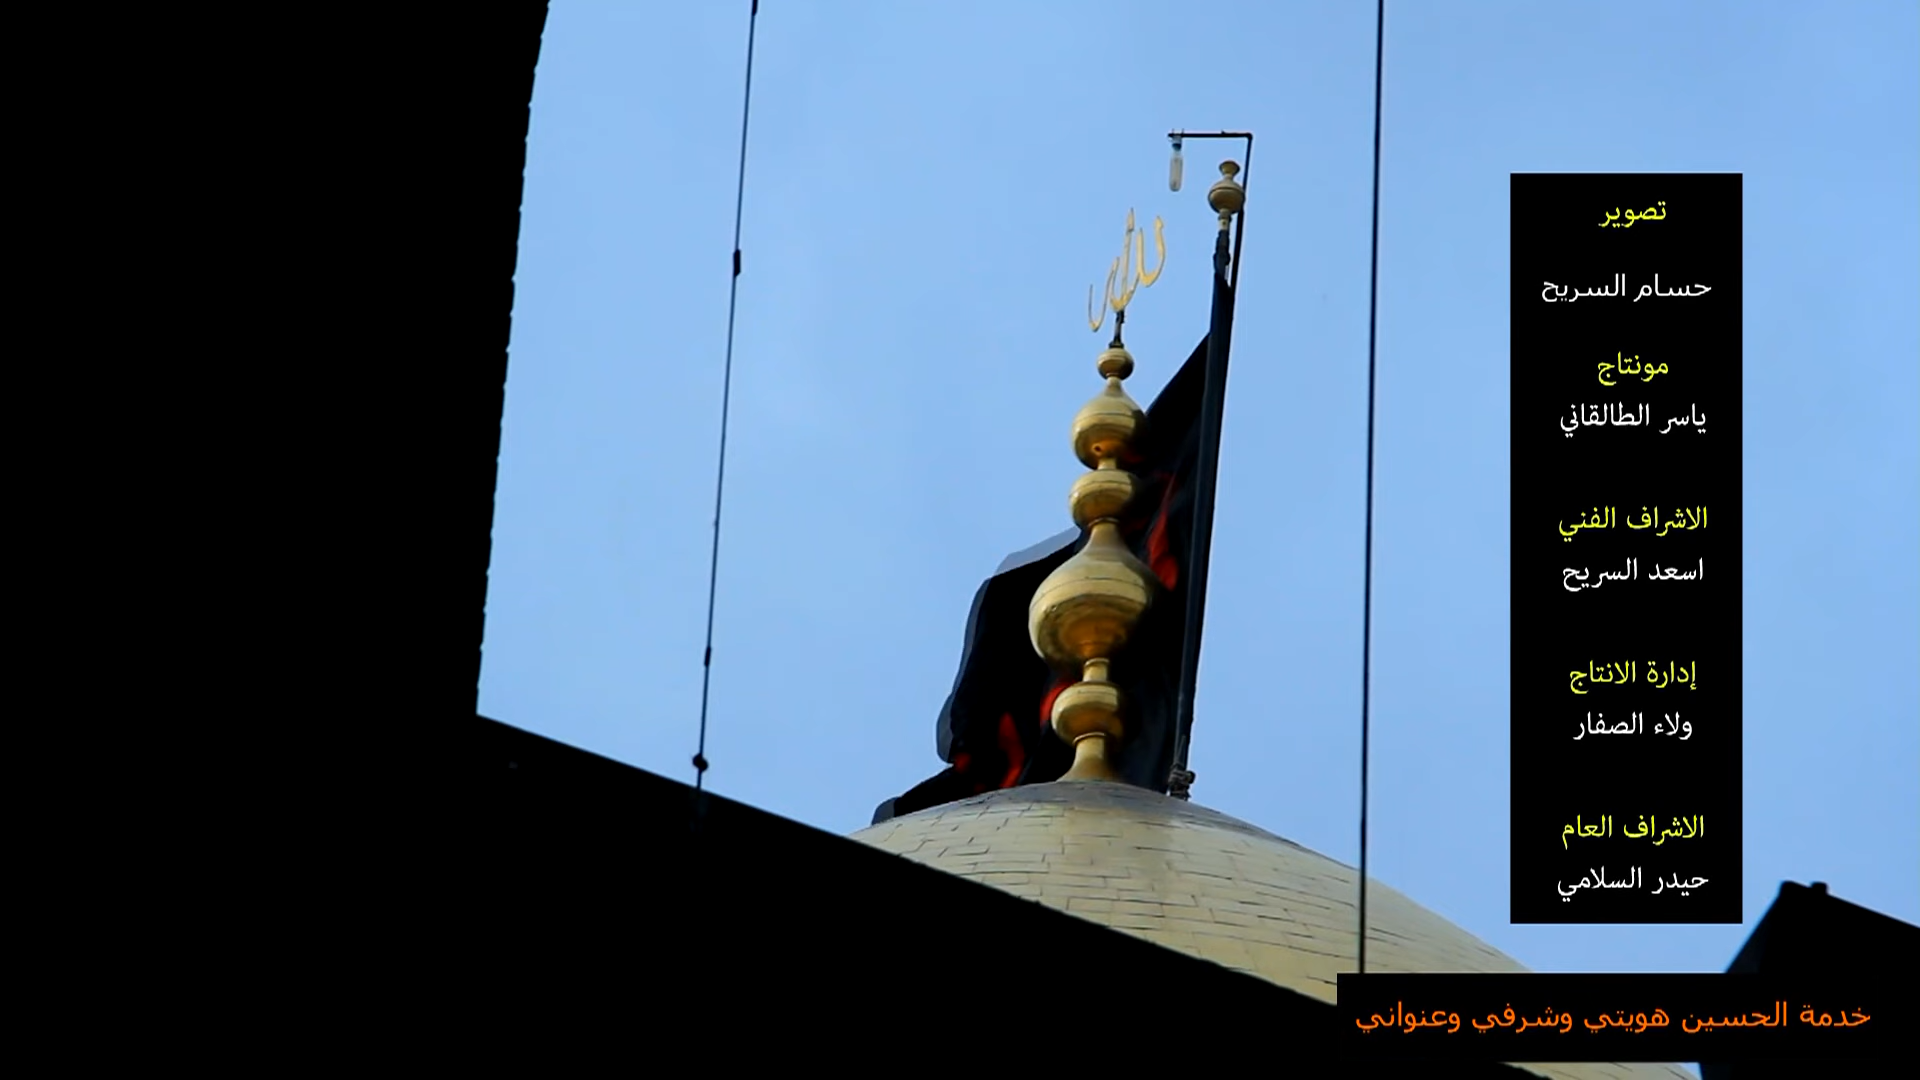 الله
تصوير
حسام السريح
مونتاج
ياسر الطالقاني
الاشراف الفني
اسعد السريح
إدارة الانتاج
ولاء الصفار
الاشراف العام
حيدر السلامي
خدمة الحسين هويتي وشرفي وعنواني